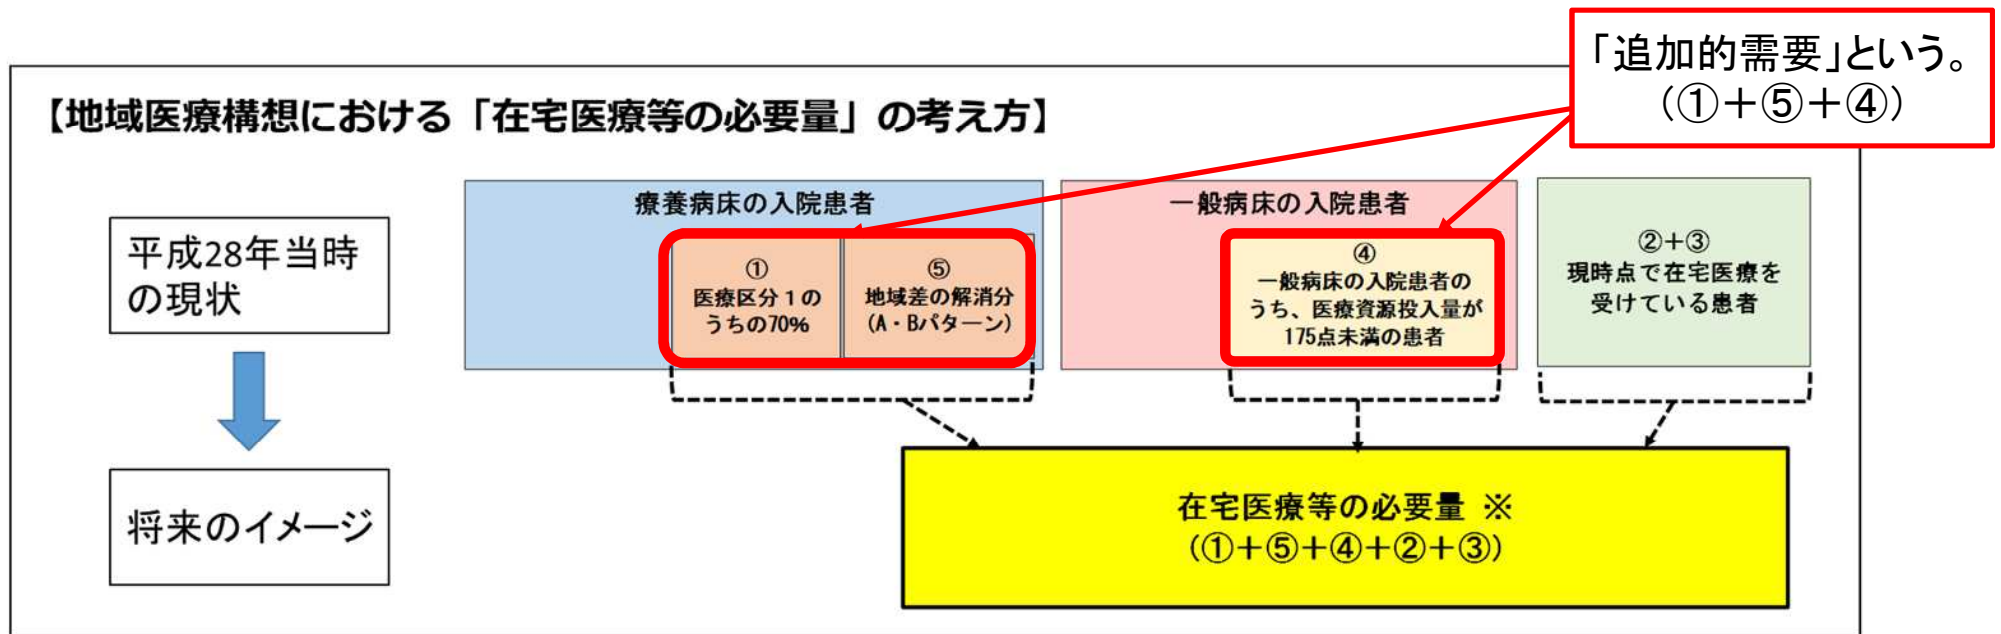 「追加的需要」という。
（①＋⑤＋④）
【地域医療構想における「在宅医療等の必要量」の考え方】
平成28年当時
の現状
療養病床の入院患者
①
医療区分１の
うちの70%
⑤
地域差の解消分
(A・Bパターン)
一般病床の入院患者
④
一般病床の入院患者の
うち、医療資源投入量が
175点未満の患者
②＋③
現時点で在宅医療を
受けている患者
将来のイメージ
在宅医療等の必要量 ※
（①＋⑤＋④＋②＋③）